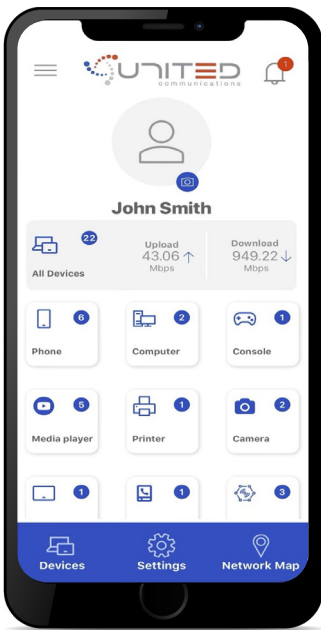 UNITED
communications
1
John Smith
22
All Devices
Upload
43.06 ↑
Mbps
Download
949.22 ↓
Mbps
6
Phone
2
Computer
1
Console
5
Media player
1
Printer
2
Camera
1
1
3
Devices
Settings
Network Map